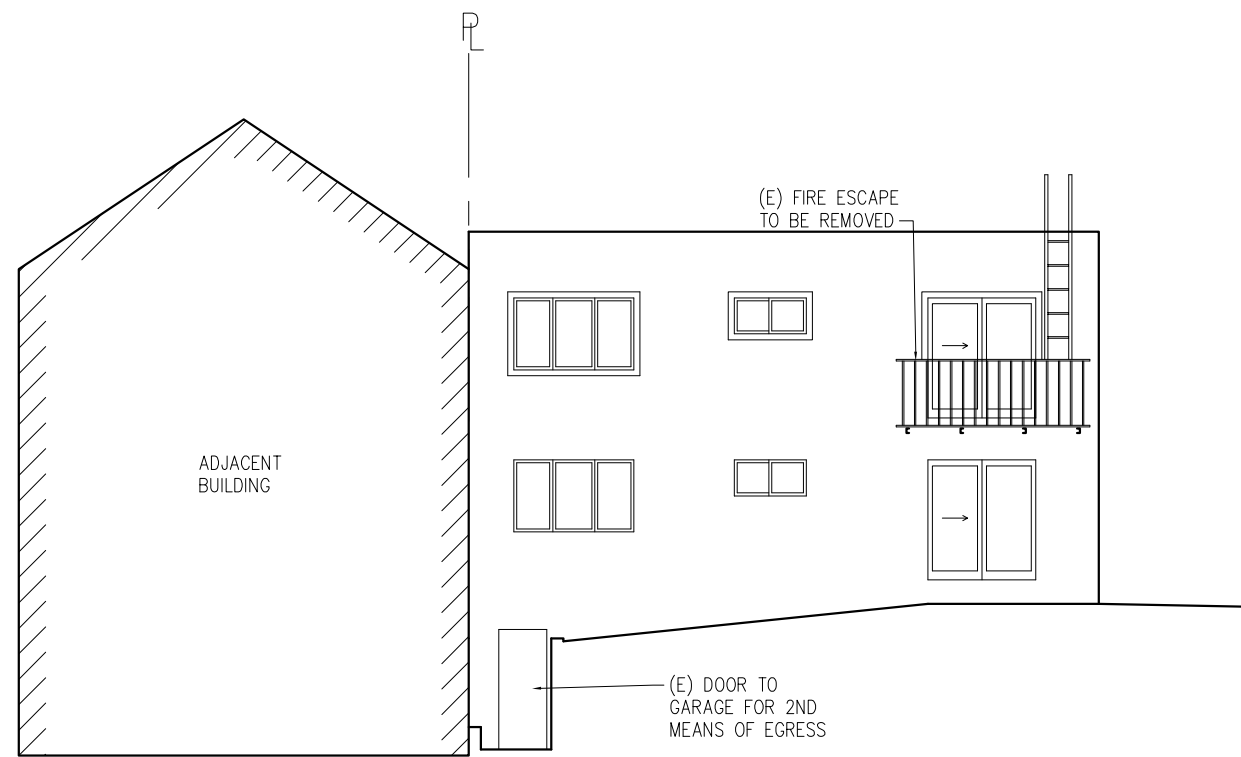 PL
(E) FIRE ESCAPE
TO BE REMOVED
ADJACENT
BUILDING
(E) DOOR TO
GARAGE FOR 2ND
MEANS OF EGRESS